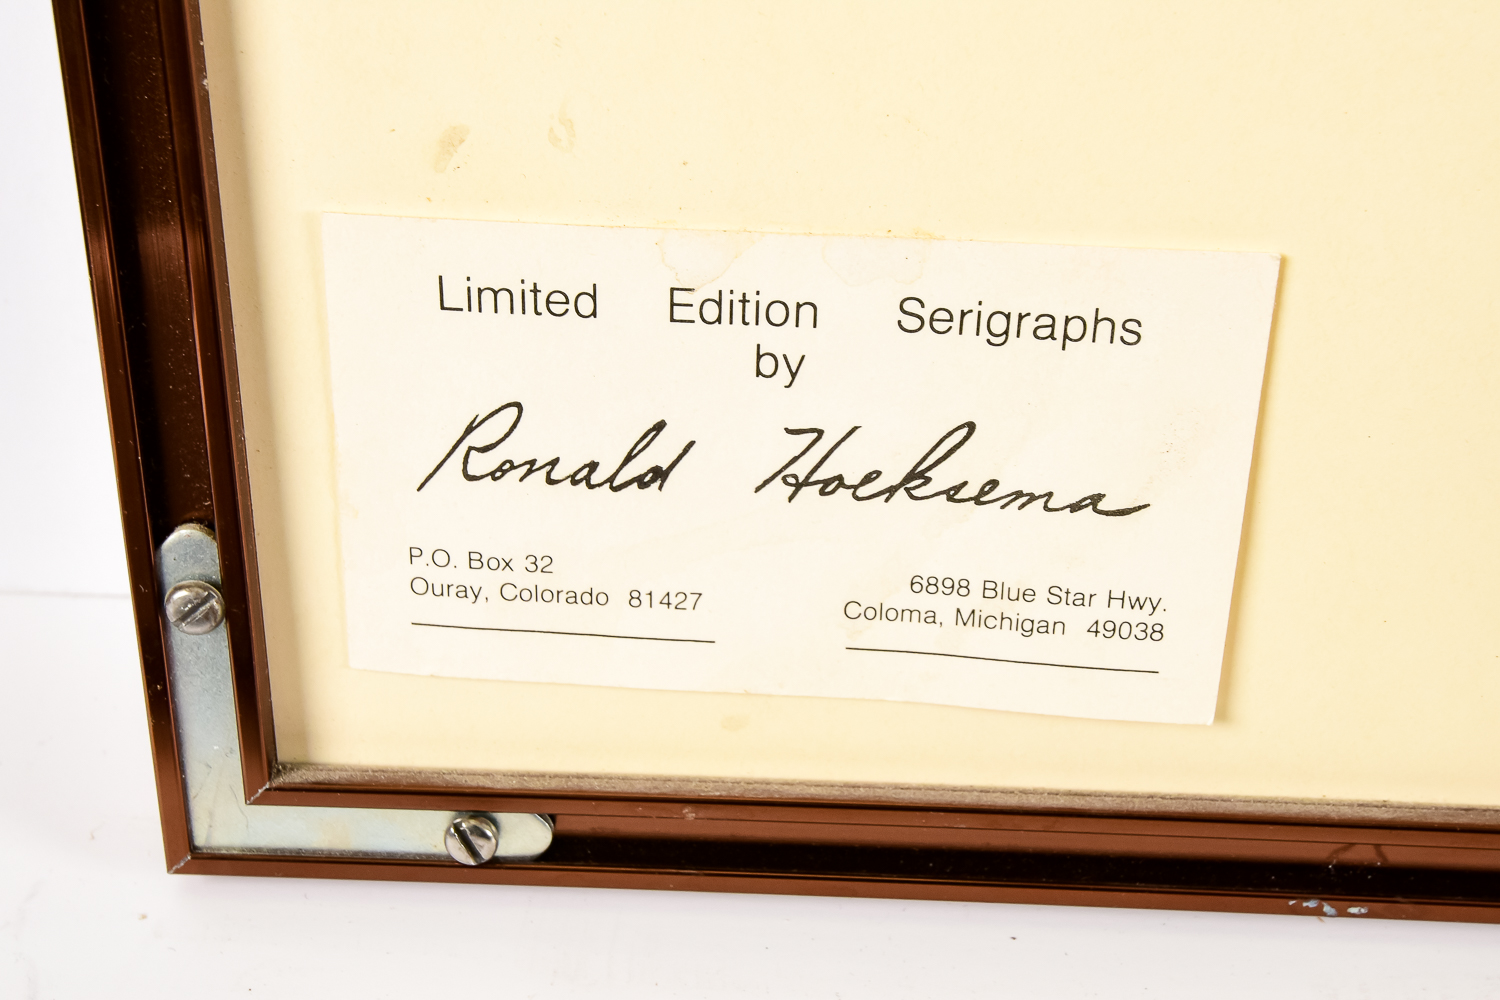 Limited Edition Serigraphs
by
Ronald Hoeksema
P.O. Box 32
Ouray, Colorado 81427
6898 Blue Star Hwy.
Coloma, Michigan 49038